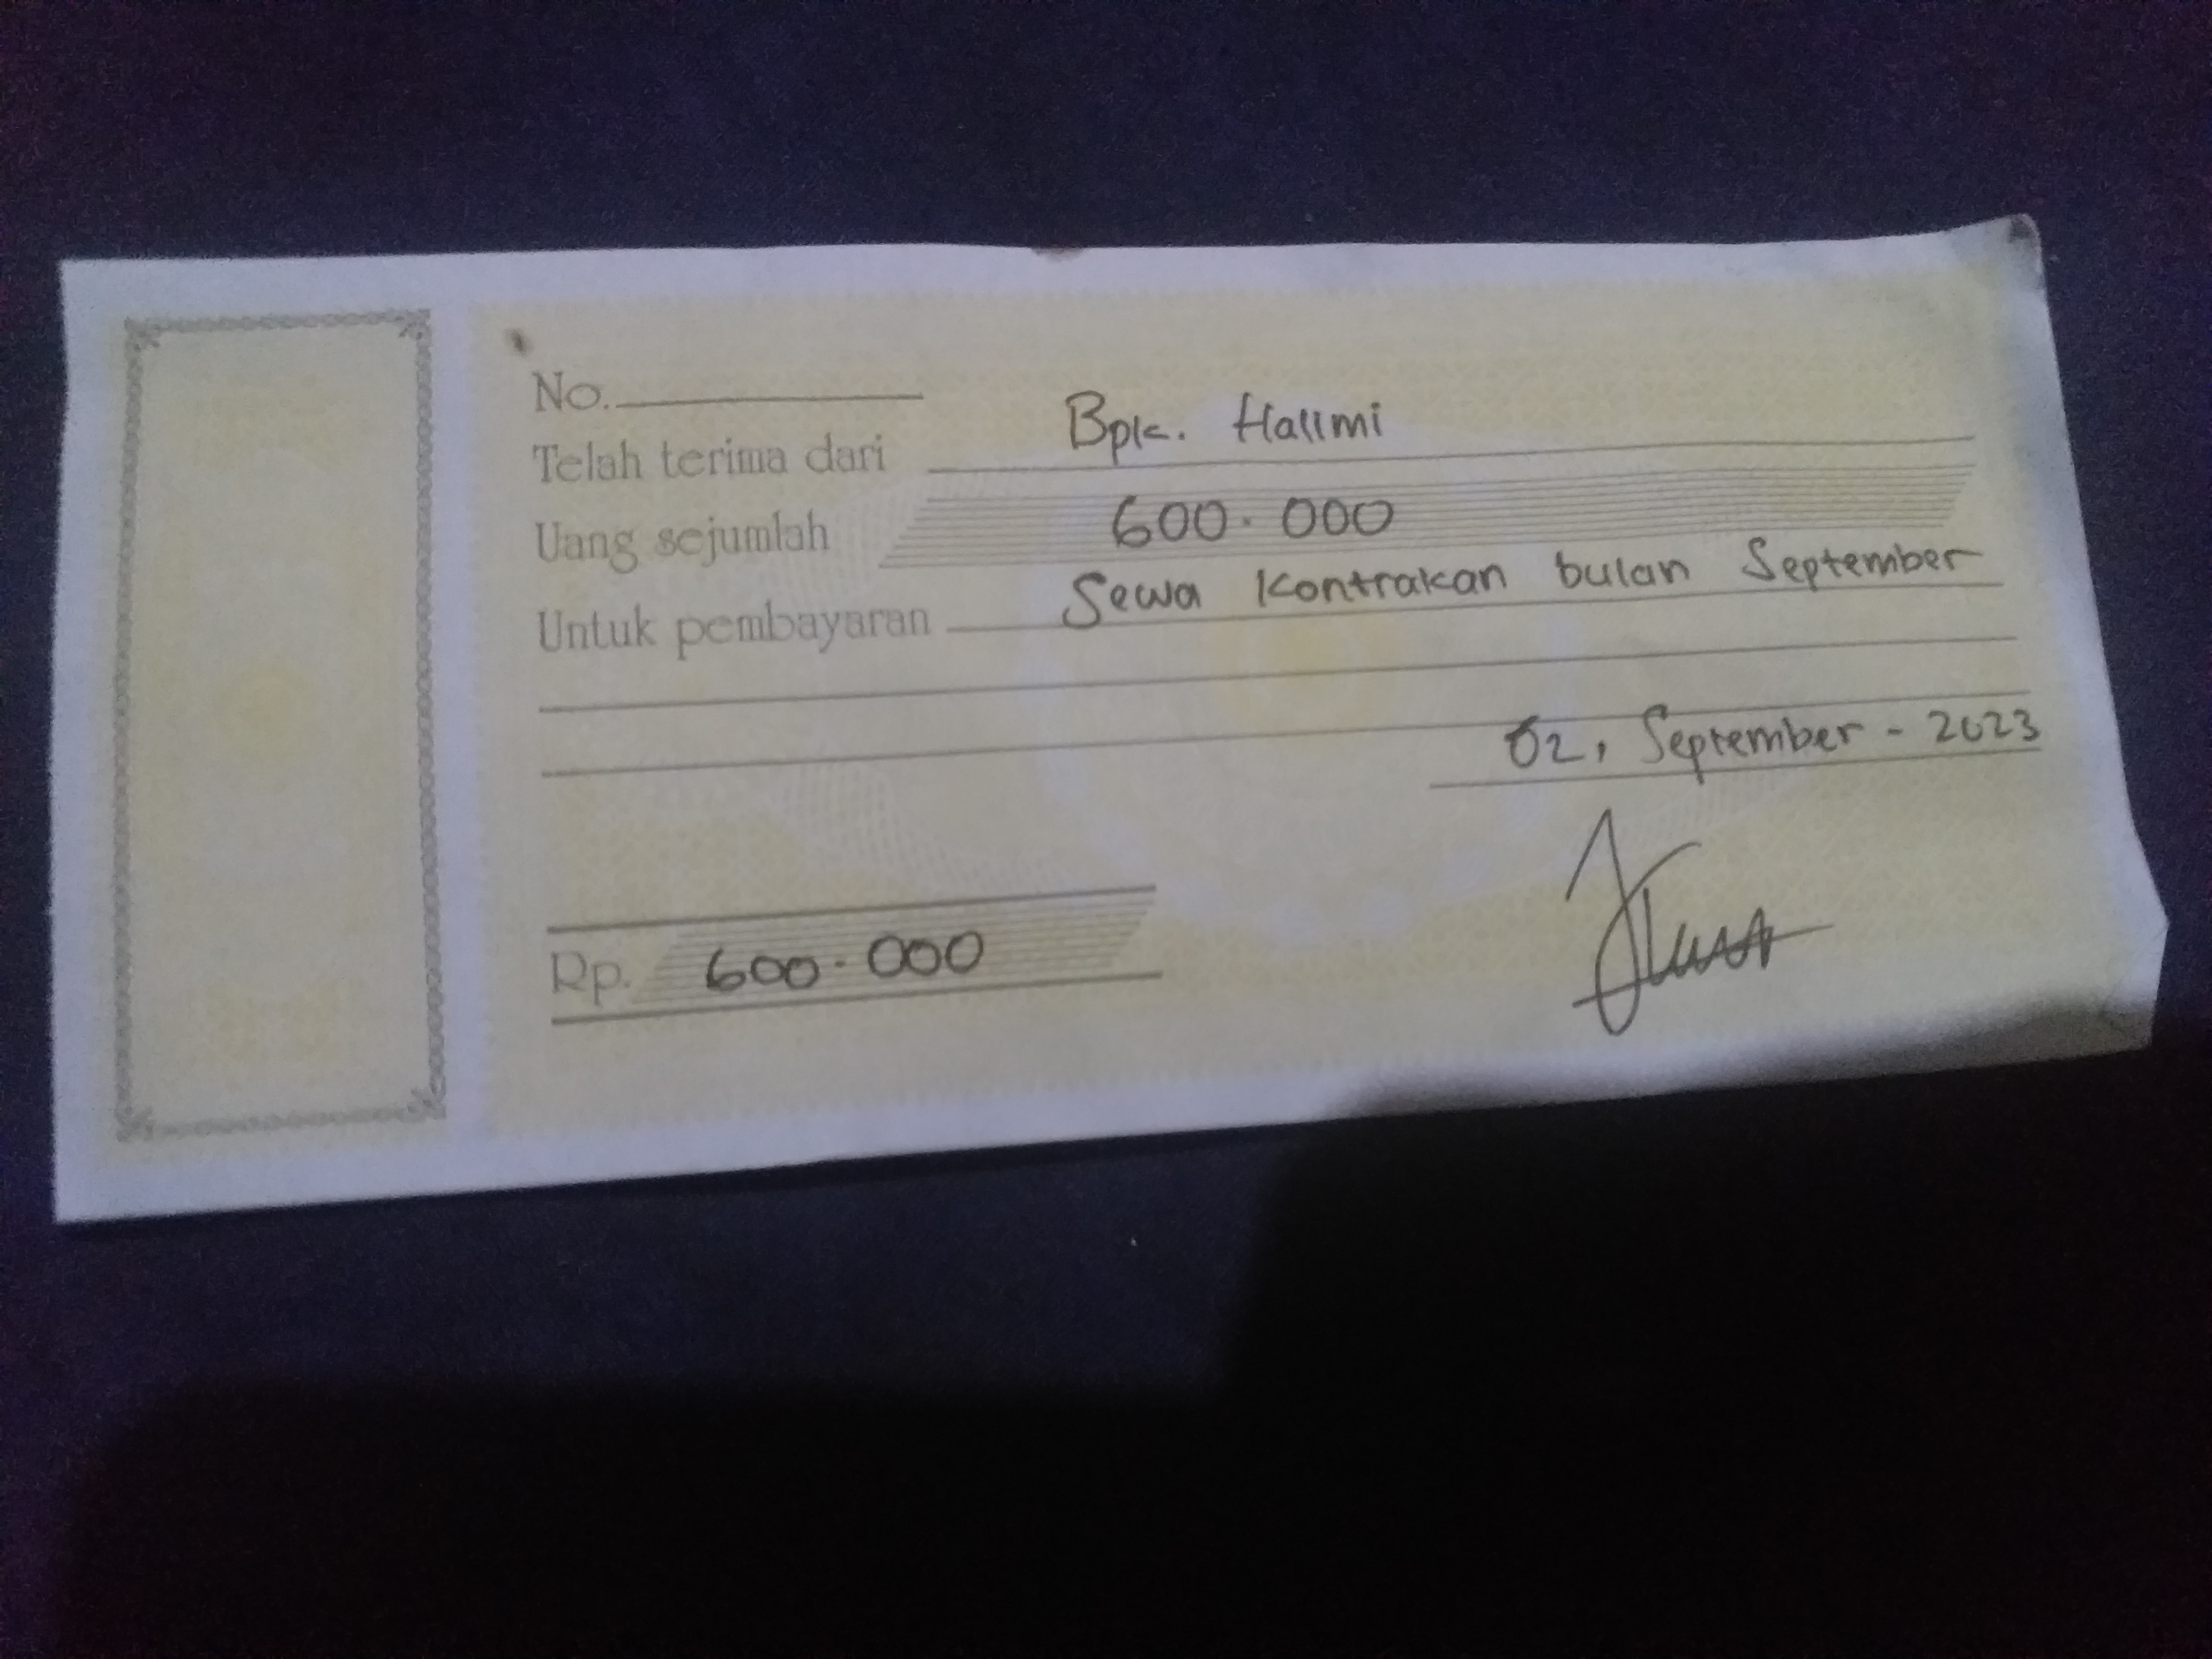 No.
Telah terima dari Bpk. Halimi
Uang sejumlah 600.000
Untuk pembayaran Sewa Kontrakan bulan September
02, September - 2023
Rp. 600.000